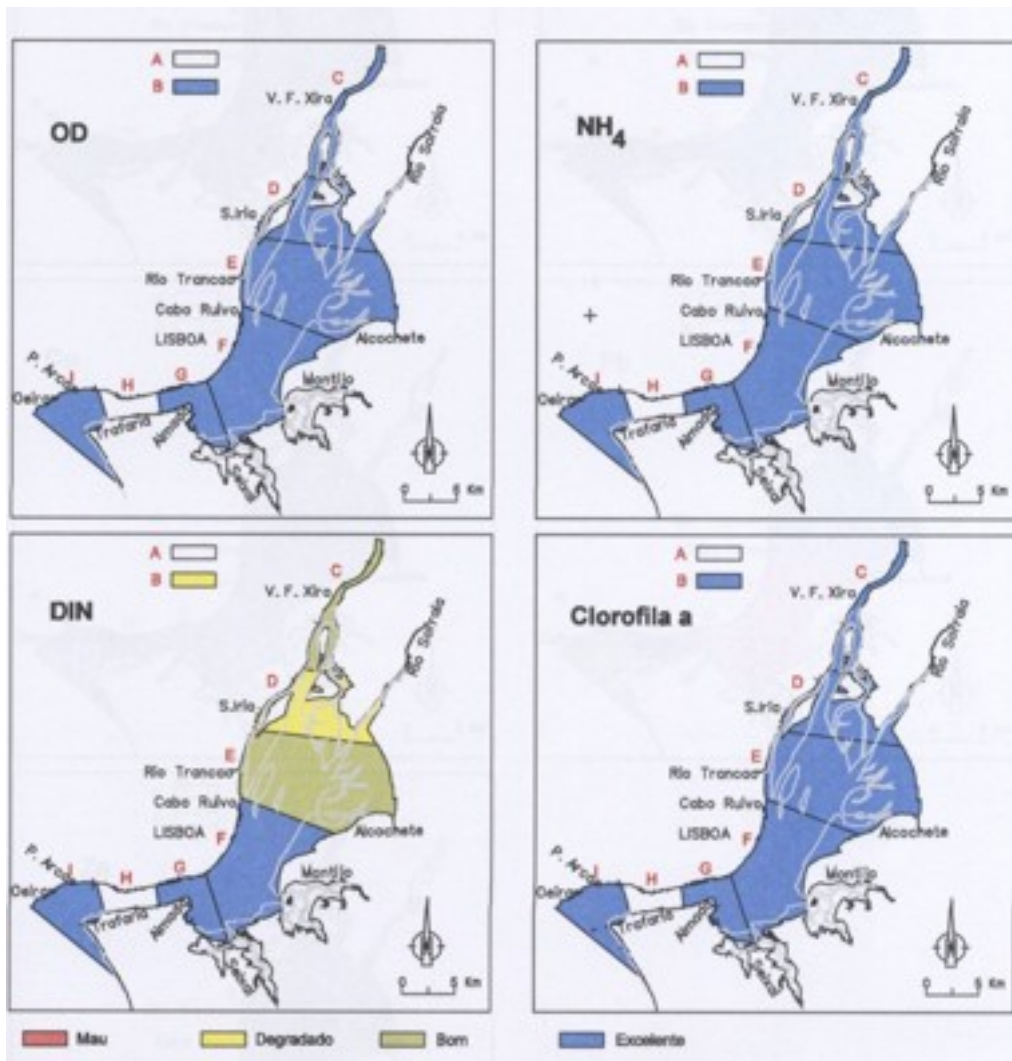 A
B
C
V. F. Xira
OD
Rio Sorraia
D
S.Iria
E
Rio Trancao
Cabo Ruivo
LISBOA
F
Alcochete
P. Arcos
I
H
G
Montijo
Oeiras
Trafaria
Almada
Seixal
N
0 5 Km
A
B
C
V. F. Xira
NH4
Rio Sorraia
D
S.Iria
E
Rio Trancao
Cabo Ruivo
LISBOA
F
Alcochete
P. Arcos
I
H
G
Montijo
Oeiras
Trafaria
Almada
Seixal
N
0 5 Km
A
B
C
V. F. Xira
DIN
Rio Sorraia
D
S.Iria
E
Rio Trancao
Cabo Ruivo
LISBOA
F
Alcochete
P. Arcos
I
H
G
Montijo
Oeiras
Trafaria
Almada
Seixal
N
0 5 Km
A
B
C
V. F. Xira
Clorofila a
Rio Sorraia
D
S.Iria
E
Rio Trancao
Cabo Ruivo
LISBOA
F
Alcochete
P. Arcos
I
H
G
Montijo
Oeiras
Trafaria
Almada
Seixal
N
0 5 Km
Mau Degradado Bom Excelente